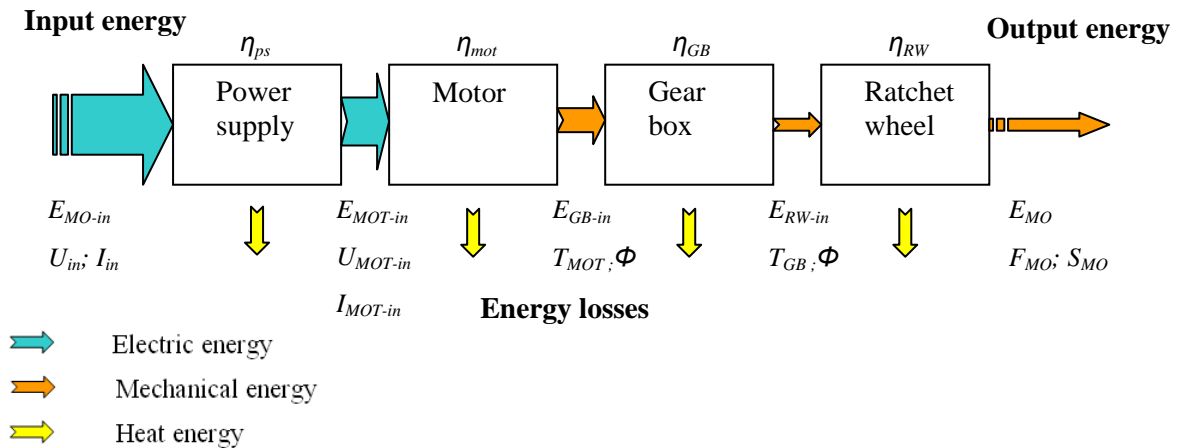 Input energy
Output energy
η_ps
η_mot
η_GB
η_RW
Power
supply
Motor
Gear
box
Ratchet
wheel
E_MO-in
E_MOT-in
E_GB-in
E_RW-in
E_MO
U_in; I_in
U_MOT-in
T_MOT ; Φ
T_GB ; Φ
F_MO; S_MO
I_MOT-in
Energy losses
Electric energy
Mechanical energy
Heat energy